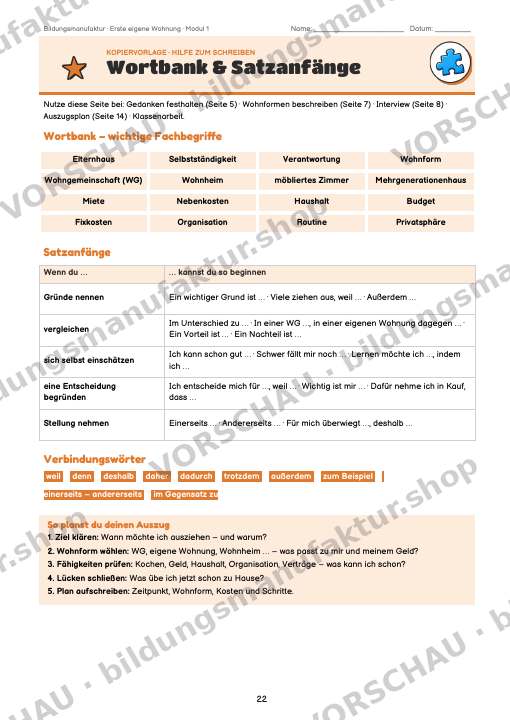 Bildungsmanufaktur · Erste eigene Wohnung · Modul 1 Name: Datum:
KOPIERVORLAGE · HILFE ZUM SCHREIBEN
Wortbank & Satzanfänge
Nutze diese Seite bei: Gedanken festhalten (Seite 5) · Wohnformen beschreiben (Seite 7) · Interview (Seite 8) ·
Auszugsplan (Seite 14) · Klassenarbeit.
Wortbank – wichtige Fachbegriffe
Elternhaus Selbstständigkeit Verantwortung Wohnform
Wohngemeinschaft (WG) Wohnheim möbliertes Zimmer Mehrgenerationenhaus
Miete Nebenkosten Haushalt Budget
Fixkosten Organisation Routine Privatsphäre
Satzanfänge
Wenn du … … kannst du so beginnen
Gründe nennen Ein wichtiger Grund ist … · Viele ziehen aus, weil … · Außerdem …
vergleichen Im Unterschied zu … · In einer WG …, in einer eigenen Wohnung dagegen … ·
Ein Vorteil ist … · Ein Nachteil ist …
sich selbst einschätzen Ich kann schon gut … · Schwer fällt mir noch … · Lernen möchte ich …, indem
ich …
eine Entscheidung Ich entscheide mich für …, weil … · Wichtig ist mir … · Dafür nehme ich in Kauf,
begründen dass …
Stellung nehmen Einerseits … · Andererseits … · Für mich überwiegt …, deshalb …
Verbindungswörter
weil denn deshalb daher dadurch trotzdem außerdem zum Beispiel
einerseits – andererseits im Gegensatz zu
So planst du deinen Auszug
1. Ziel klären: Wann möchte ich ausziehen – und warum?
2. Wohnform wählen: WG, eigene Wohnung, Wohnheim … – was passt zu mir und meinem Geld?
3. Fähigkeiten prüfen: Kochen, Geld, Haushalt, Organisation, Verträge – was kann ich schon?
4. Lücken schließen: Was übe ich jetzt schon zu Hause?
5. Plan aufschreiben: Zeitpunkt, Wohnform, Kosten und Schritte.
22
VORSCHAU · bildungsmanufaktur.shop
VORSCHAU · bildungsmanufaktur.shop
VORSCHAU · bildungsmanufaktur.shop